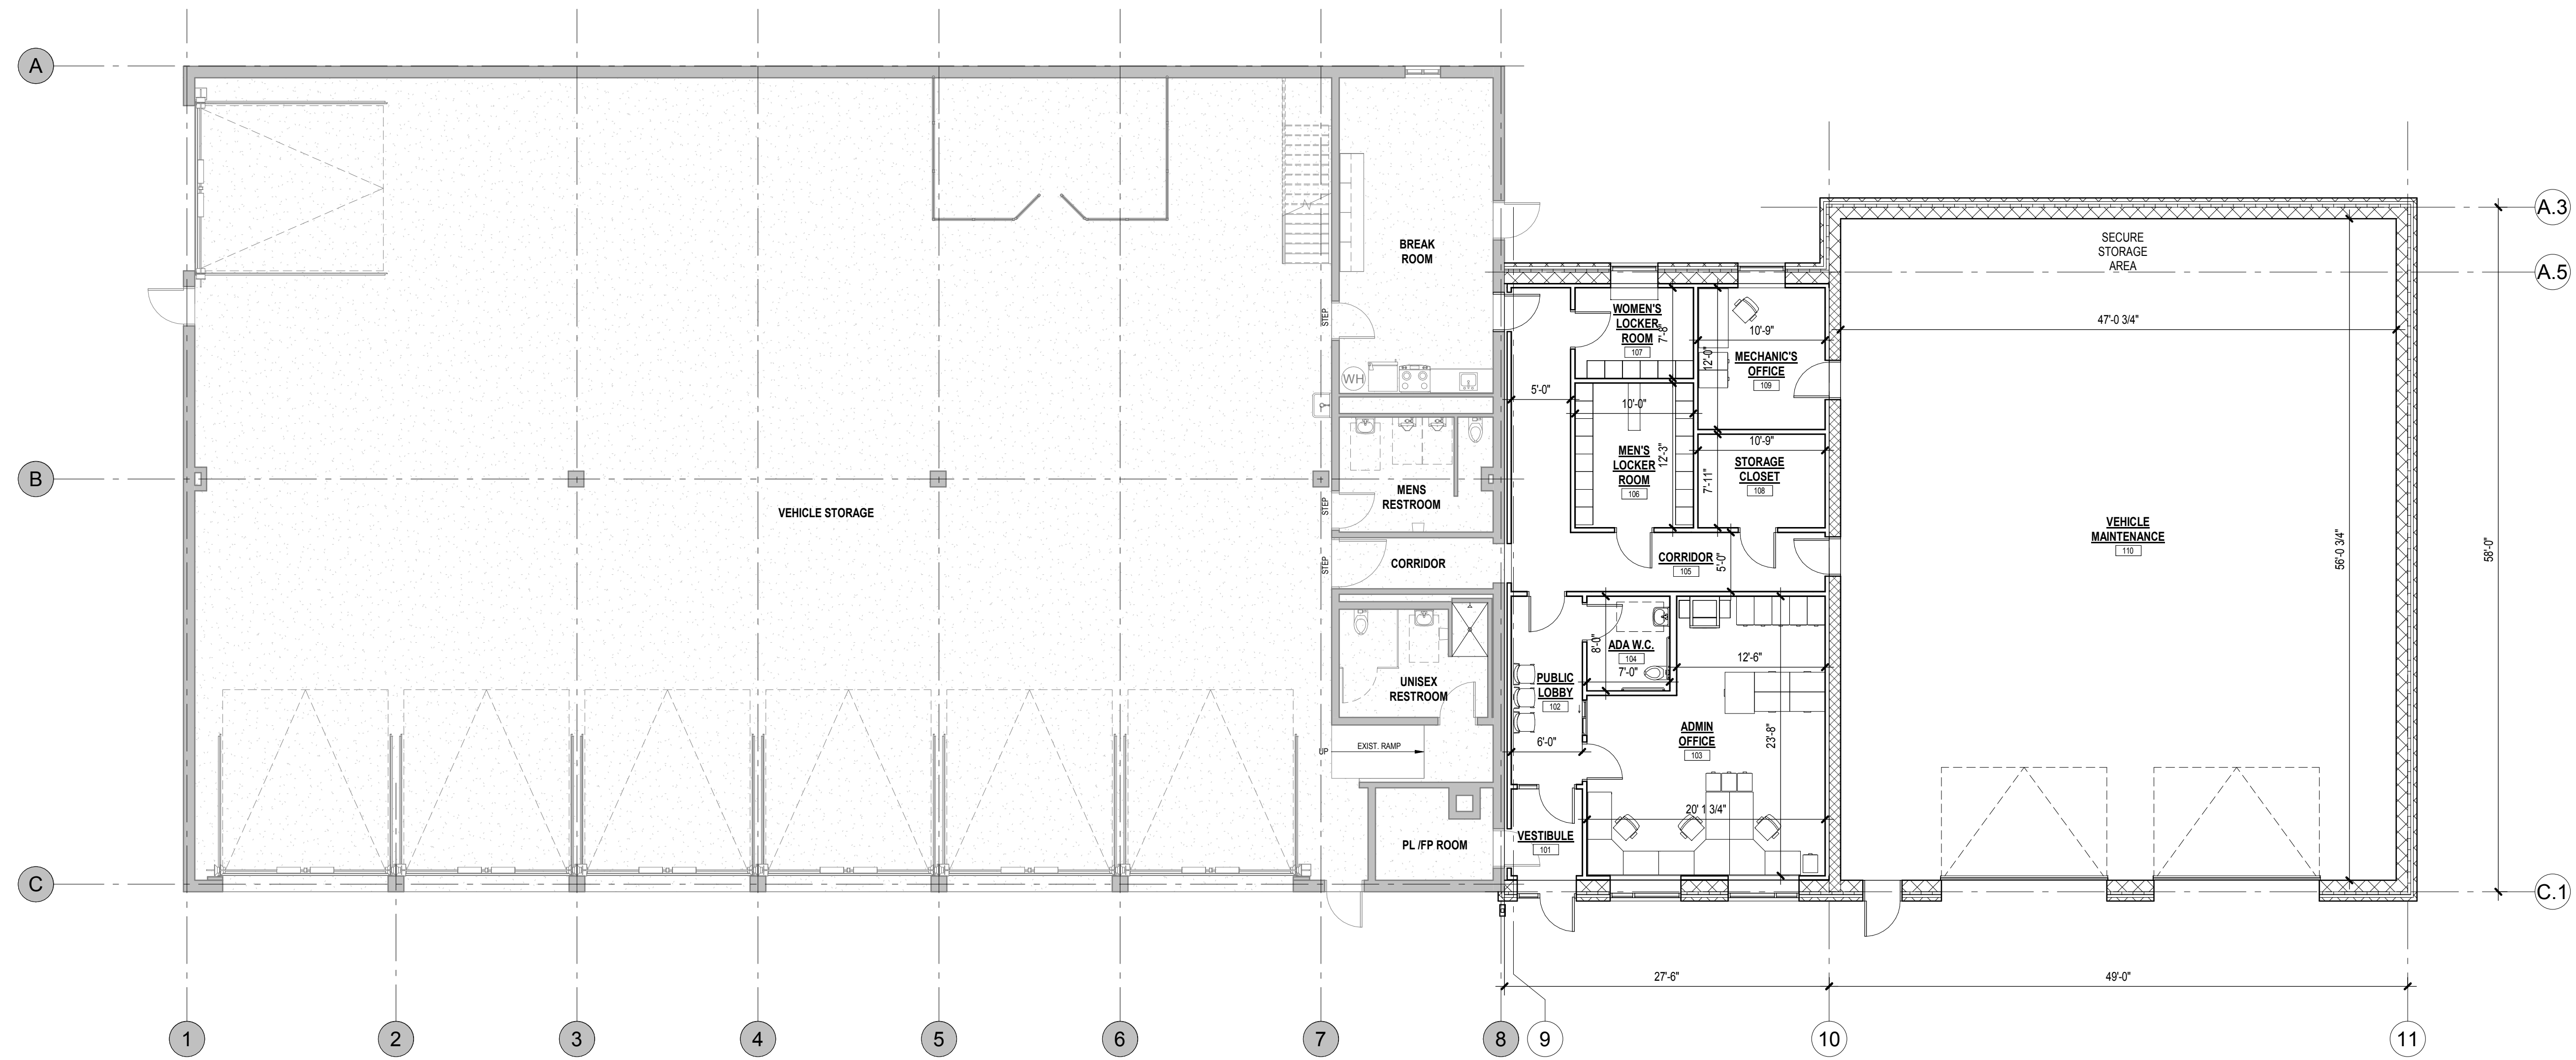 A
A.3
SECURE
STORAGE
AREA
BREAK
ROOM
A.5
WOMEN'S
LOCKER
ROOM
107
7'-8"
STEP
47'-0 3/4"
10'-9"
12'-0"
MECHANIC'S
OFFICE
109
WH
5'-0"
10'-0"
10'-9"
MEN'S
LOCKER
ROOM
106
12'-3"
STORAGE
CLOSET
108
7'-11"
B
MENS
RESTROOM
STEP
VEHICLE STORAGE
VEHICLE
MAINTENANCE
110
56'-0 3/4"
58'-0"
STEP
CORRIDOR
CORRIDOR
105
5'-0"
8'-0"
ADA W.C.
104
7'-0"
12'-6"
UNISEX
RESTROOM
PUBLIC
LOBBY
102
ADMIN
OFFICE
103
23'-8"
UP
EXIST. RAMP
6'-0"
20' 1 3/4"
VESTIBULE
101
PL /FP ROOM
C
C.1
27'-6"
49'-0"
1
2
3
4
5
6
7
8
9
10
11